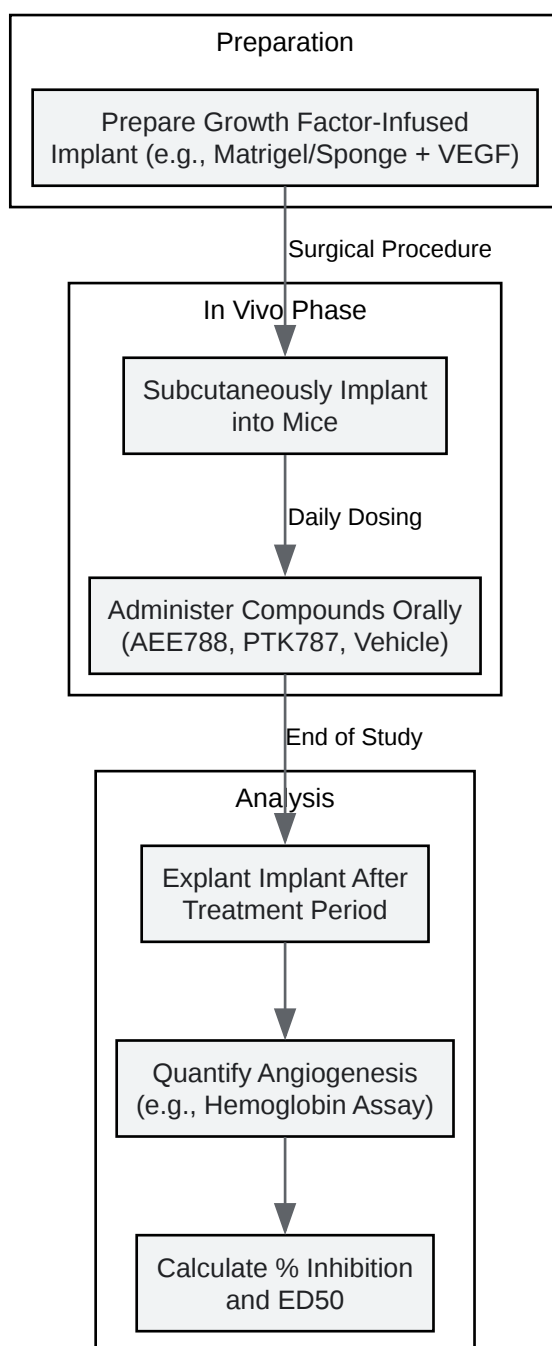 Preparation
Prepare Growth Factor-Infused
Implant (e.g., Matrigel/Sponge + VEGF)
Surgical Procedure
In Vivo Phase
Subcutaneously Implant
into Mice
Daily Dosing
Administer Compounds Orally
(AEE788, PTK787, Vehicle)
End of Study
Analysis
Explant Implant After
Treatment Period
Quantify Angiogenesis
(e.g., Hemoglobin Assay)
Calculate % Inhibition
and ED50